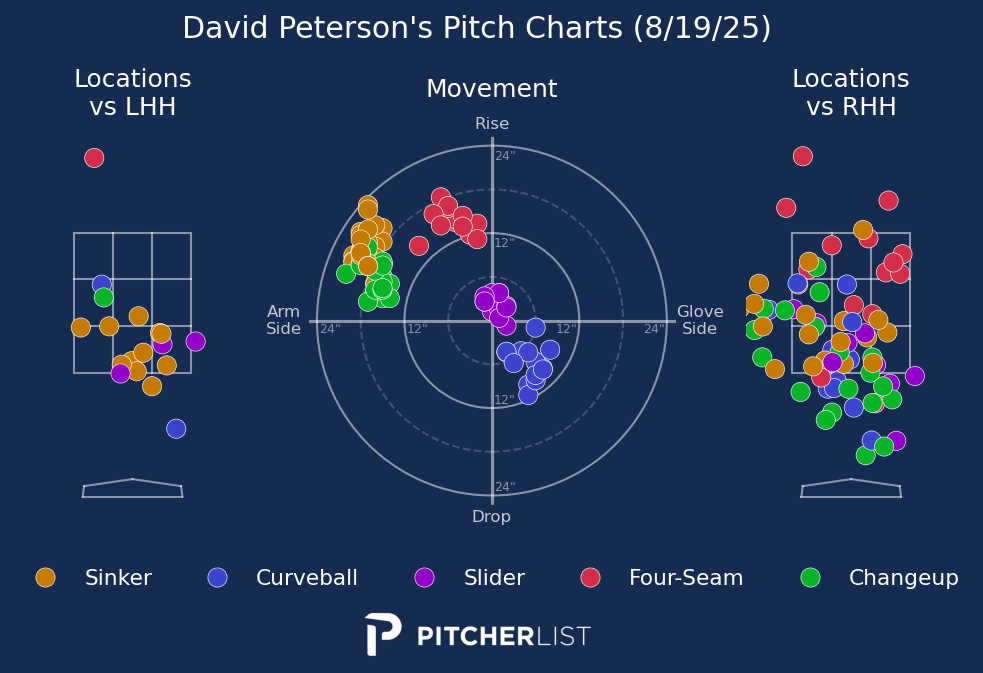 David Peterson's Pitch Charts (8/19/25)
Locations
vs LHH
Movement
Locations
vs RHH
Rise
24"
12"
Arm
Side
24"
12"
12"
24"
Glove
Side
12"
24"
Drop
Sinker
Curveball
Slider
Four-Seam
Changeup
PITCHERLIST